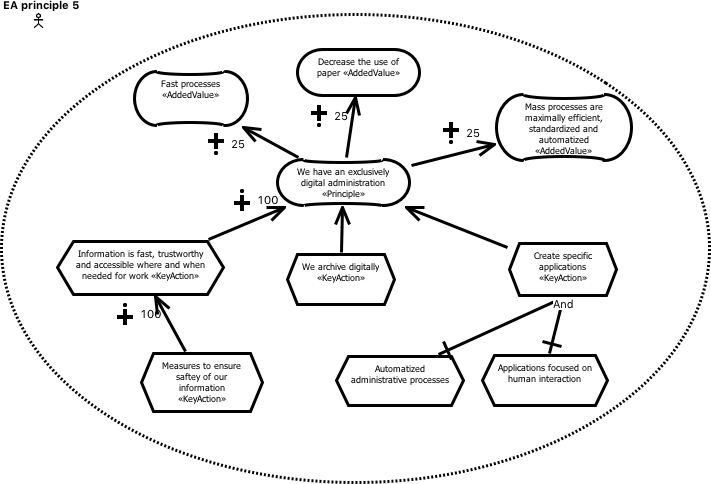 EA principle 5
Fast processes
«AddedValue»
Decrease the use of
paper «AddedValue»
Mass processes are
maximally efficient,
standardized and
automatized
«AddedValue»
25
25
25
We have an exclusively
digital administration
«Principle»
100
Information is fast, trustworthy
and accessible where and when
needed for work «KeyAction»
We archive digitally
«KeyAction»
Create specific
applications
«KeyAction»
And
100
Measures to ensure
saftey of our
information
«KeyAction»
Automatized
administrative processes
Applications focused on
human interaction